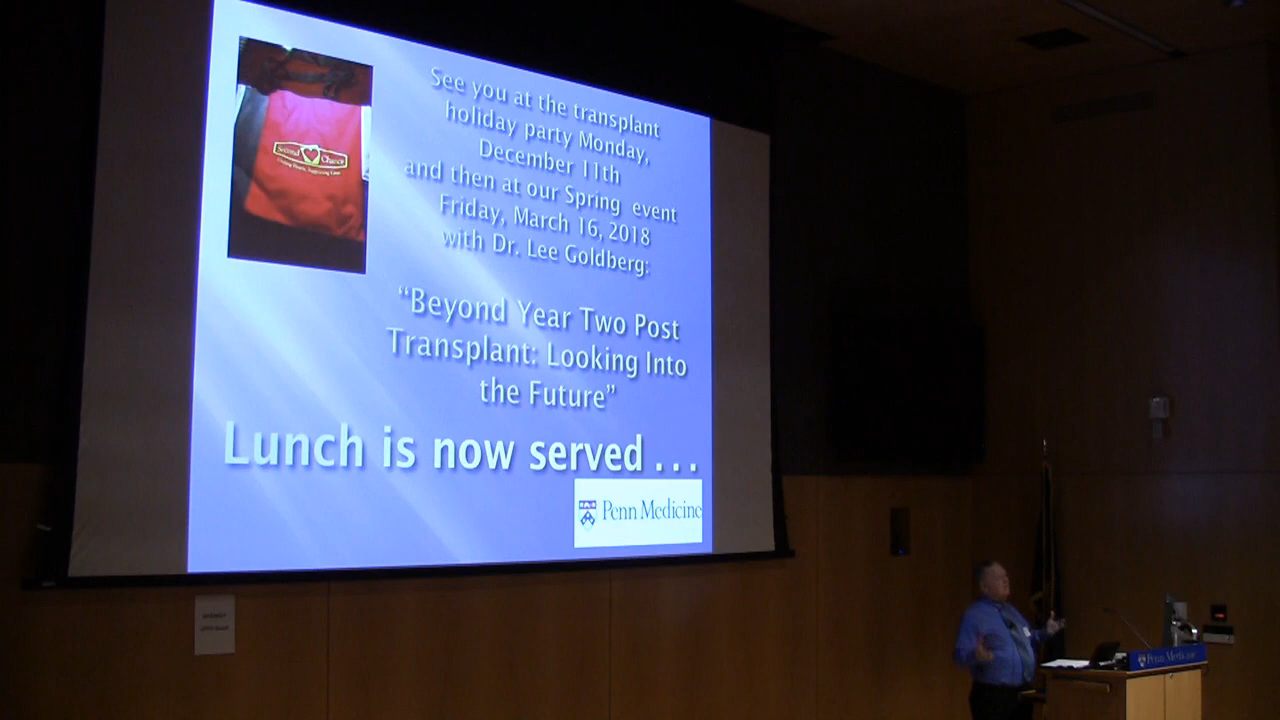 See you at the transplant
holiday party Monday,
December 11th
and then at our Spring event
Friday, March 16, 2018
with Dr. Lee Goldberg:
“Beyond Year Two Post
Transplant: Looking Into
the Future”
Lunch is now served . . .
Penn Medicine
Second Chance
Penn Medicine